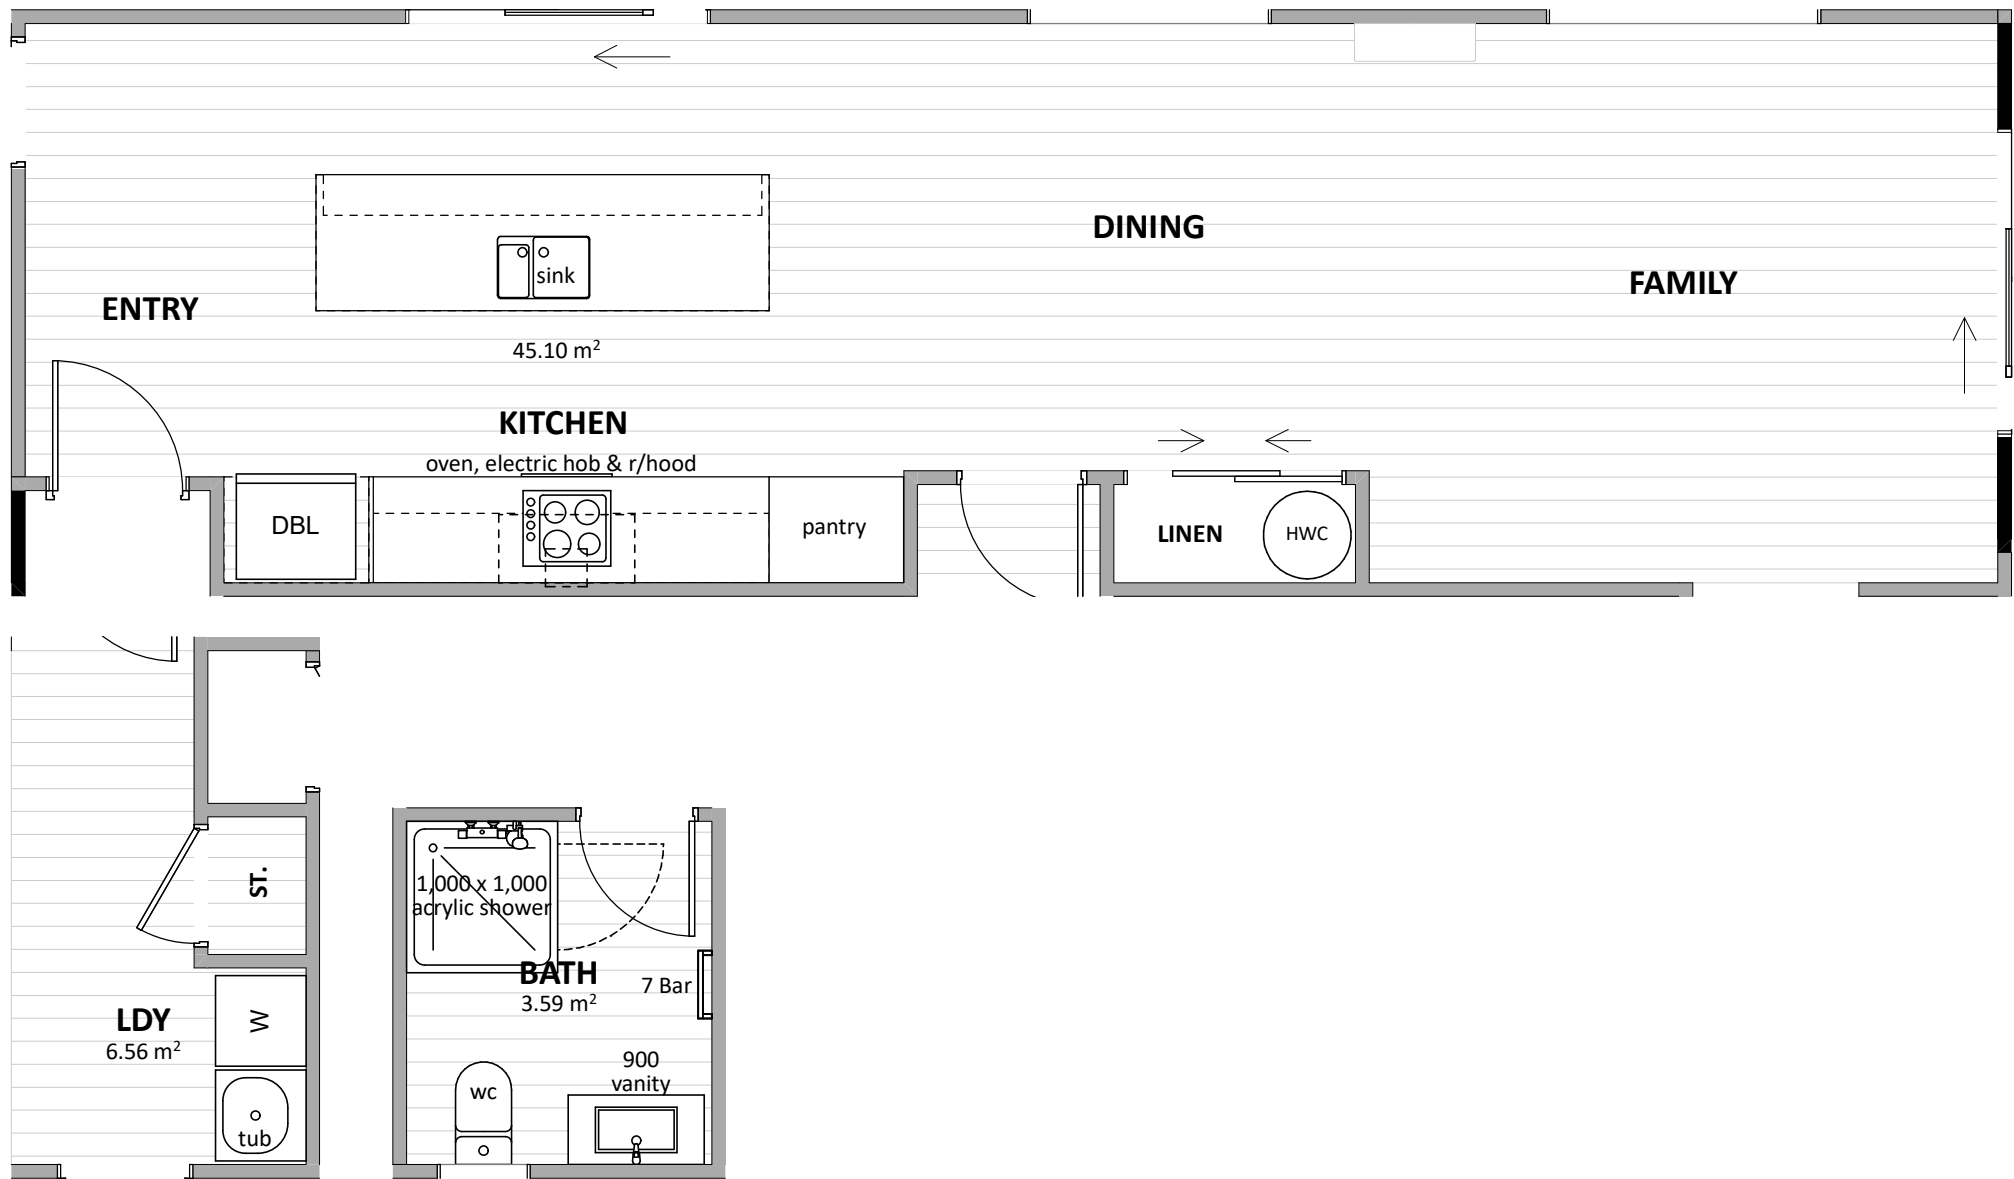 DINING
sink
FAMILY
ENTRY
45.10 m²
KITCHEN
oven, electric hob & r/hood
DBL
pantry
LINEN
HWC
1,000 x 1,000
acrylic shower
ST.
BATH
3.59 m²
7 Bar
LDY
6.56 m²
W
900
vanity
wc
tub